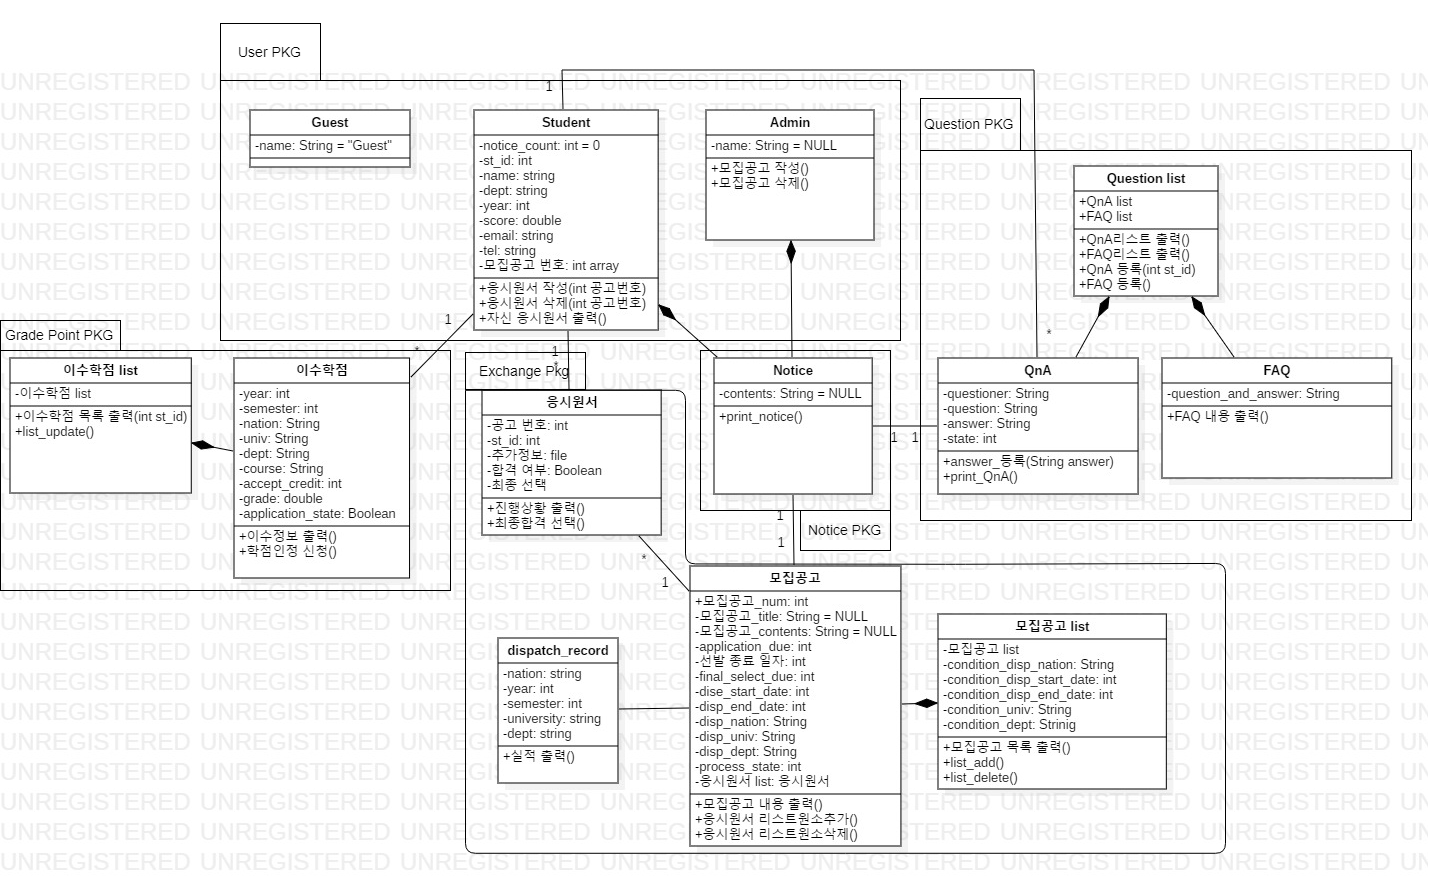 User PKG
Guest
-name: String = "Guest"
Student
-notice_count: int = 0
-st_id: int
-name: string
-dept: string
-year: int
-score: double
-email: string
-tel: string
-모집공고 번호: int array
+응시원서 작성(int 공고번호)
+응시원서 삭제(int 공고번호)
+자신 응시원서 출력()
Admin
-name: String = NULL
+모집공고 작성()
+모집공고 삭제()
1
*
1
*
1
*
Question PKG
Question list
+QnA list
+FAQ list
+QnA리스트 출력()
+FAQ리스트 출력()
+QnA 등록(int st_id)
+FAQ 등록()
QnA
-questioner: String
-question: String
-answer: String
-state: int
+answer_등록(String answer)
+print_QnA()
FAQ
-question_and_answer: String
+FAQ 내용 출력()
Grade Point PKG
이수학점 list
-이수학점 list
+이수학점 목록 출력(int st_id)
+list_update()
이수학점
-year: int
-semester: int
-nation: String
-univ: String
-dept: String
-course: String
-accept_credit: int
-grade: double
-application_state: Boolean
+이수정보 출력()
+학점인정 신청()
Exchange Pkg
응시원서
-공고 번호: int
-st_id: int
-추가정보: file
-합격 여부: Boolean
-최종 선택
+진행상황 출력()
+최종합격 선택()
*
1
Notice
-contents: String = NULL
+print_notice()
1
1
1
1
Notice PKG
모집공고
+모집공고_num: int
-모집공고_title: String = NULL
-모집공고_contents: String = NULL
-application_due: int
-선발 종료 일자: int
-final_select_due: int
-dise_start_date: int
-disp_end_date: int
-disp_nation: String
-disp_univ: String
-disp_dept: String
-process_state: int
-응시원서 list: 응시원서
+모집공고 내용 출력()
+응시원서 리스트원소추가()
+응시원서 리스트원소삭제()
dispatch_record
-nation: string
-year: int
-semester: int
-university: string
-dept: string
+실적 출력()
모집공고 list
-모집공고 list
-condition_disp_nation: String
-condition_disp_start_date: int
-condition_disp_end_date: int
-condition_univ: String
-condition_dept: Strinig
+모집공고 목록 출력()
+list_add()
+list_delete()
UNREGISTERED